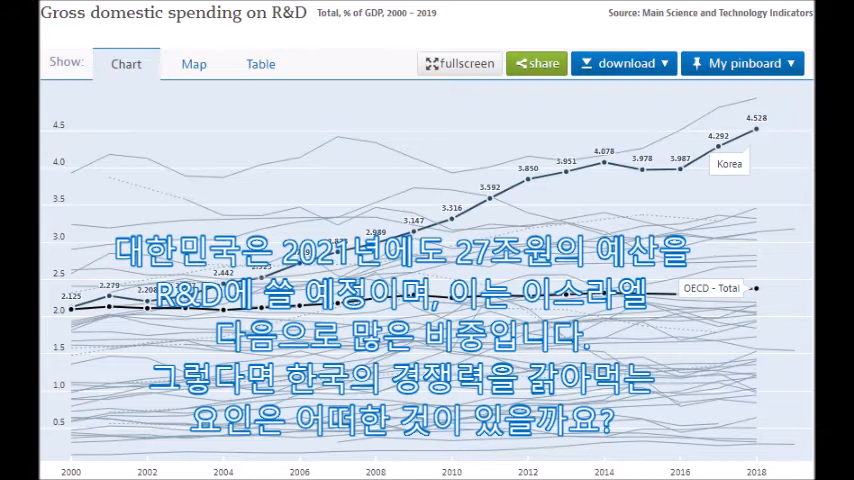 Gross domestic spending on R&D Total, % of GDP, 2000 – 2019 Source: Main Science and Technology Indicators
Show: Chart Map Table fullscreen share download My pinboard
4.5
4.0
3.5
3.0
2.5
2.0
1.5
1.0
0.5
2.125 2.279 2.208 2.442 2.989 3.147 3.316 3.592 3.850 3.951 4.078 3.978 3.987 4.292 4.528
Korea
OECD - Total
대한민국은 2021년에도 27조원의 예산을
R&D에 쓸 예정이며, 이는 이스라엘
다음으로 많은 비중입니다.
그렇다면 한국의 경쟁력을 갉아먹는
요인은 어떠한 것이 있을까요?
2000 2002 2004 2006 2008 2010 2012 2014 2016 2018